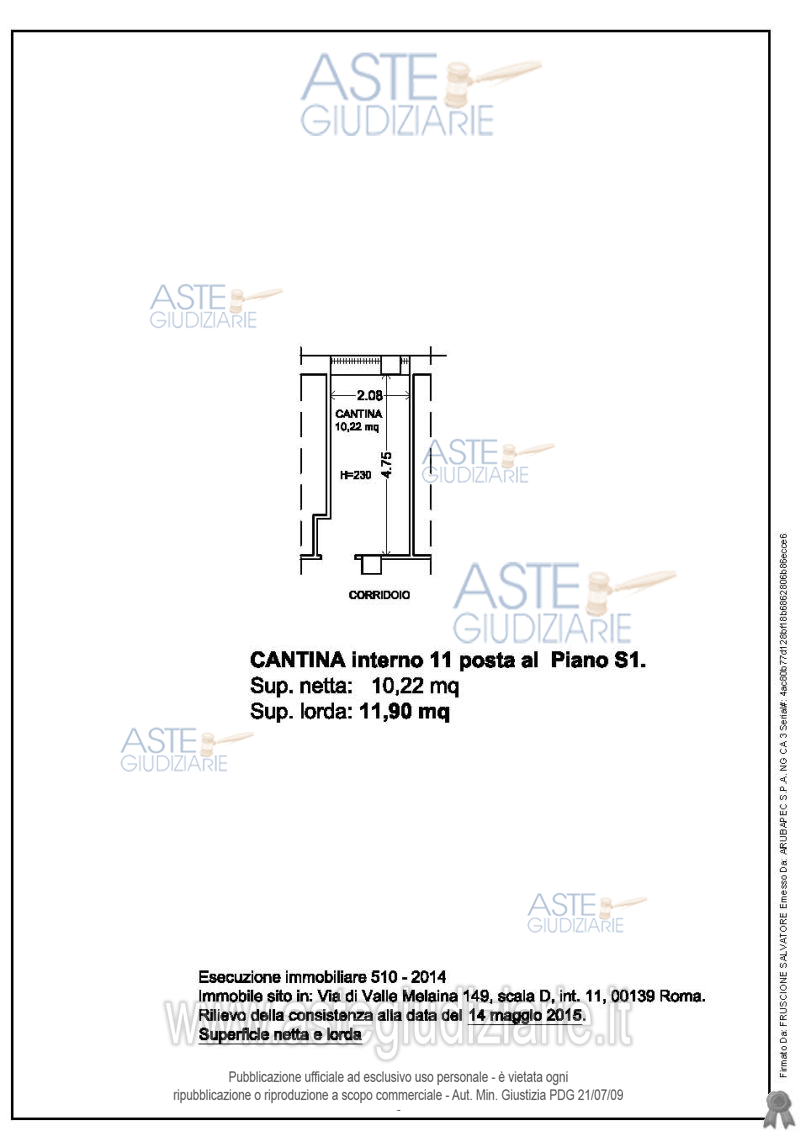 ASTE
GIUDIZIARIE
ASTE
GIUDIZIARIE
2.08
CANTINA
10,22 mq
4.75
H=230
ASTE
GIUDIZIARIE
CORRIDOIO
ASTE
GIUDIZIARIE
CANTINA interno 11 posta al Piano S1.
Sup. netta: 10,22 mq
Sup. lorda: 11,90 mq
ASTE
GIUDIZIARIE
ASTE
GIUDIZIARIE
Esecuzione immobiliare 510 - 2014
Immobile sito in: Via di Valle Melaina 149, scala D, int. 11, 00139 Roma.
Rilievo della consistenza alla data del 14 maggio 2015.
www.astegiudiziarie.it
Superficie netta e lorda
Pubblicazione ufficiale ad esclusivo uso personale - è vietata ogni
ripubblicazione o riproduzione a scopo commerciale - Aut. Min. Giustizia PDG 21/07/09
-
Firmato Da: FRUSCIONE SALVATORE Emesso Da: ARUBAPEC S.P.A. NG CA 3 Serial#: 4ac80b77d128bf18b6862806b86ecce6